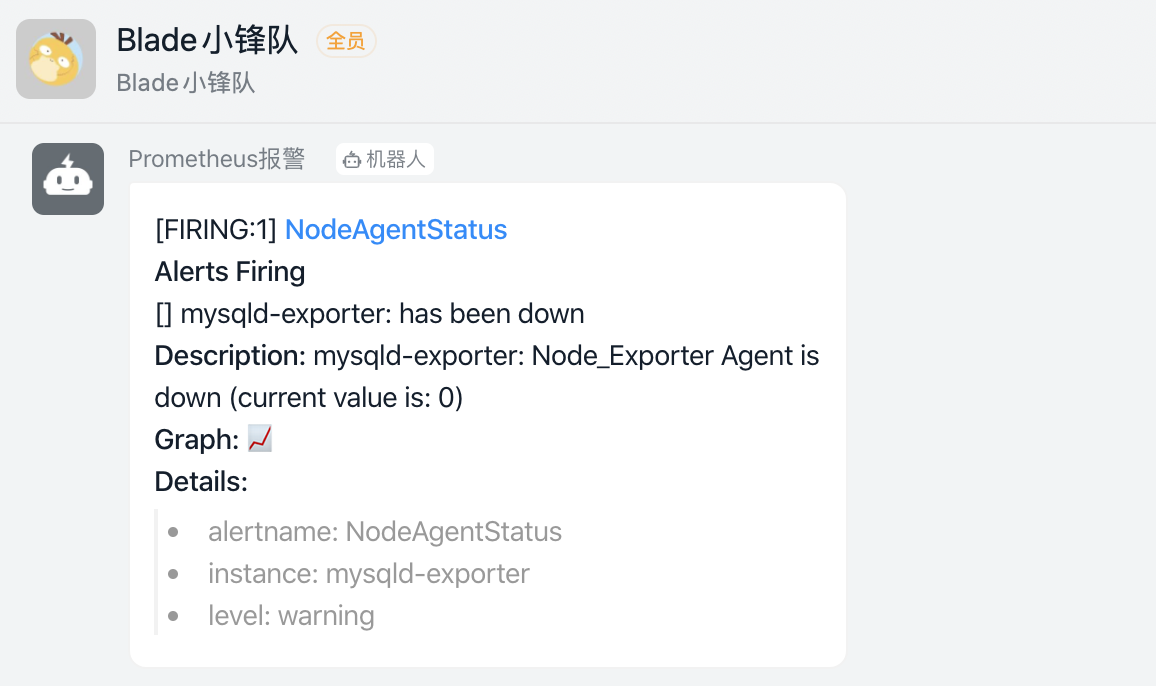 Blade小锋队 全员
Blade小锋队
Prometheus报警 机器人
[FIRING:1] NodeAgentStatus
Alerts Firing
[] mysqld-exporter: has been down
Description: mysqld-exporter: Node_Exporter Agent is
down (current value is: 0)
Graph: 📈
Details:
• alertname: NodeAgentStatus
• instance: mysqld-exporter
• level: warning